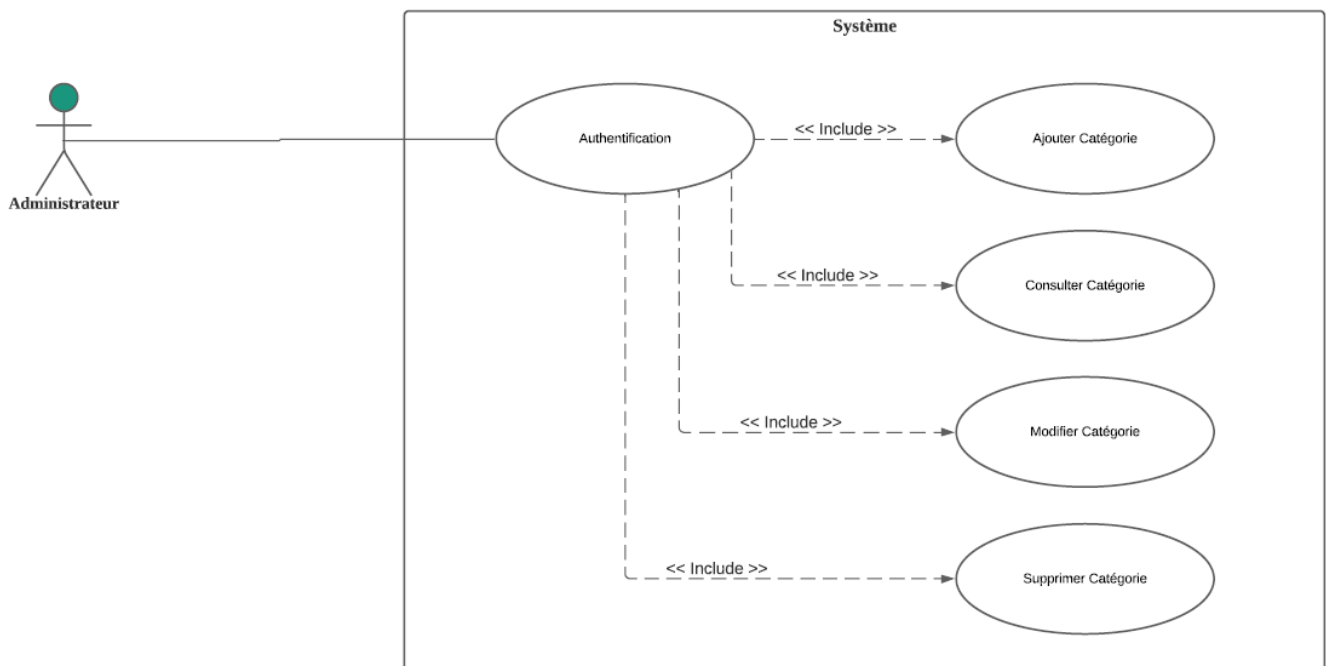 Système
Administrateur
Authentification
<< Include >>
Ajouter Catégorie
<< Include >>
Consulter Catégorie
<< Include >>
Modifier Catégorie
<< Include >>
Supprimer Catégorie